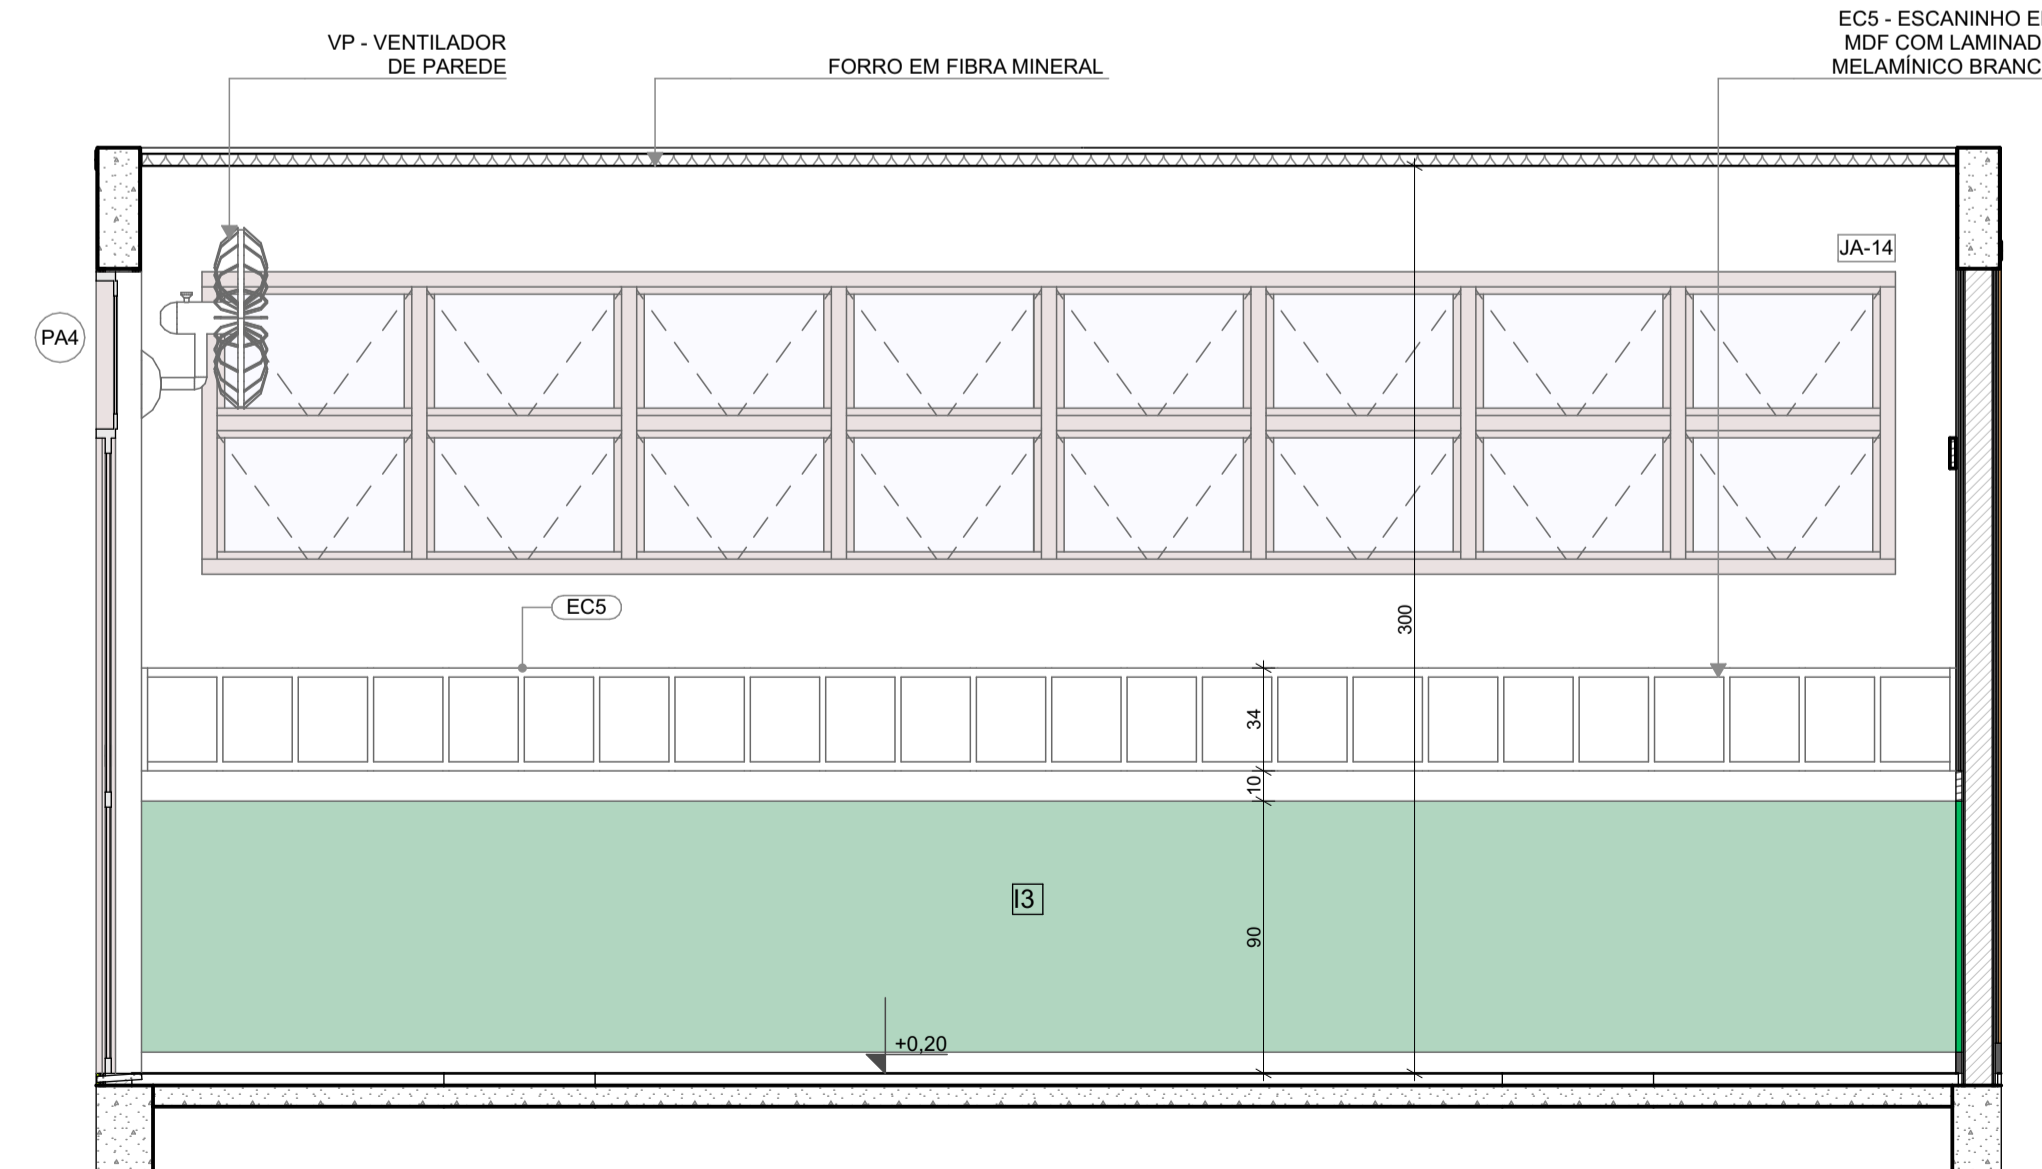 VP - VENTILADOR
DE PAREDE
FORRO EM FIBRA MINERAL
EC5 - ESCANINHO
MDF COM LAMINAD
MELAMÍNICO BRANC
JA-14
PA4
EC5
300
34
10
I3
90
+0,20